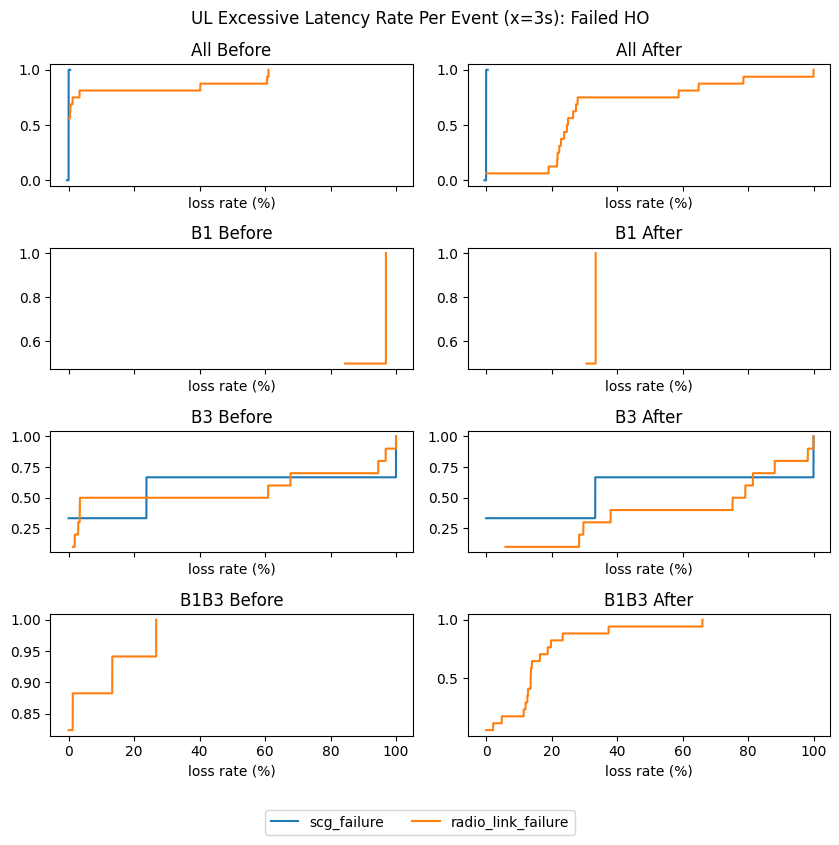 UL Excessive Latency Rate Per Event (x=3s): Failed HO
All Before
All After
1.0
0.5
0.0
loss rate (%)
1.0
0.5
0.0
loss rate (%)
B1 Before
B1 After
1.0
0.8
0.6
loss rate (%)
1.0
0.8
0.6
loss rate (%)
B3 Before
B3 After
1.00
0.75
0.50
0.25
loss rate (%)
1.00
0.75
0.50
0.25
loss rate (%)
B1B3 Before
B1B3 After
1.00
0.95
0.90
0.85
0 20 40 60 80 100
loss rate (%)
1.0
0.5
0 20 40 60 80 100
loss rate (%)
scg_failure radio_link_failure